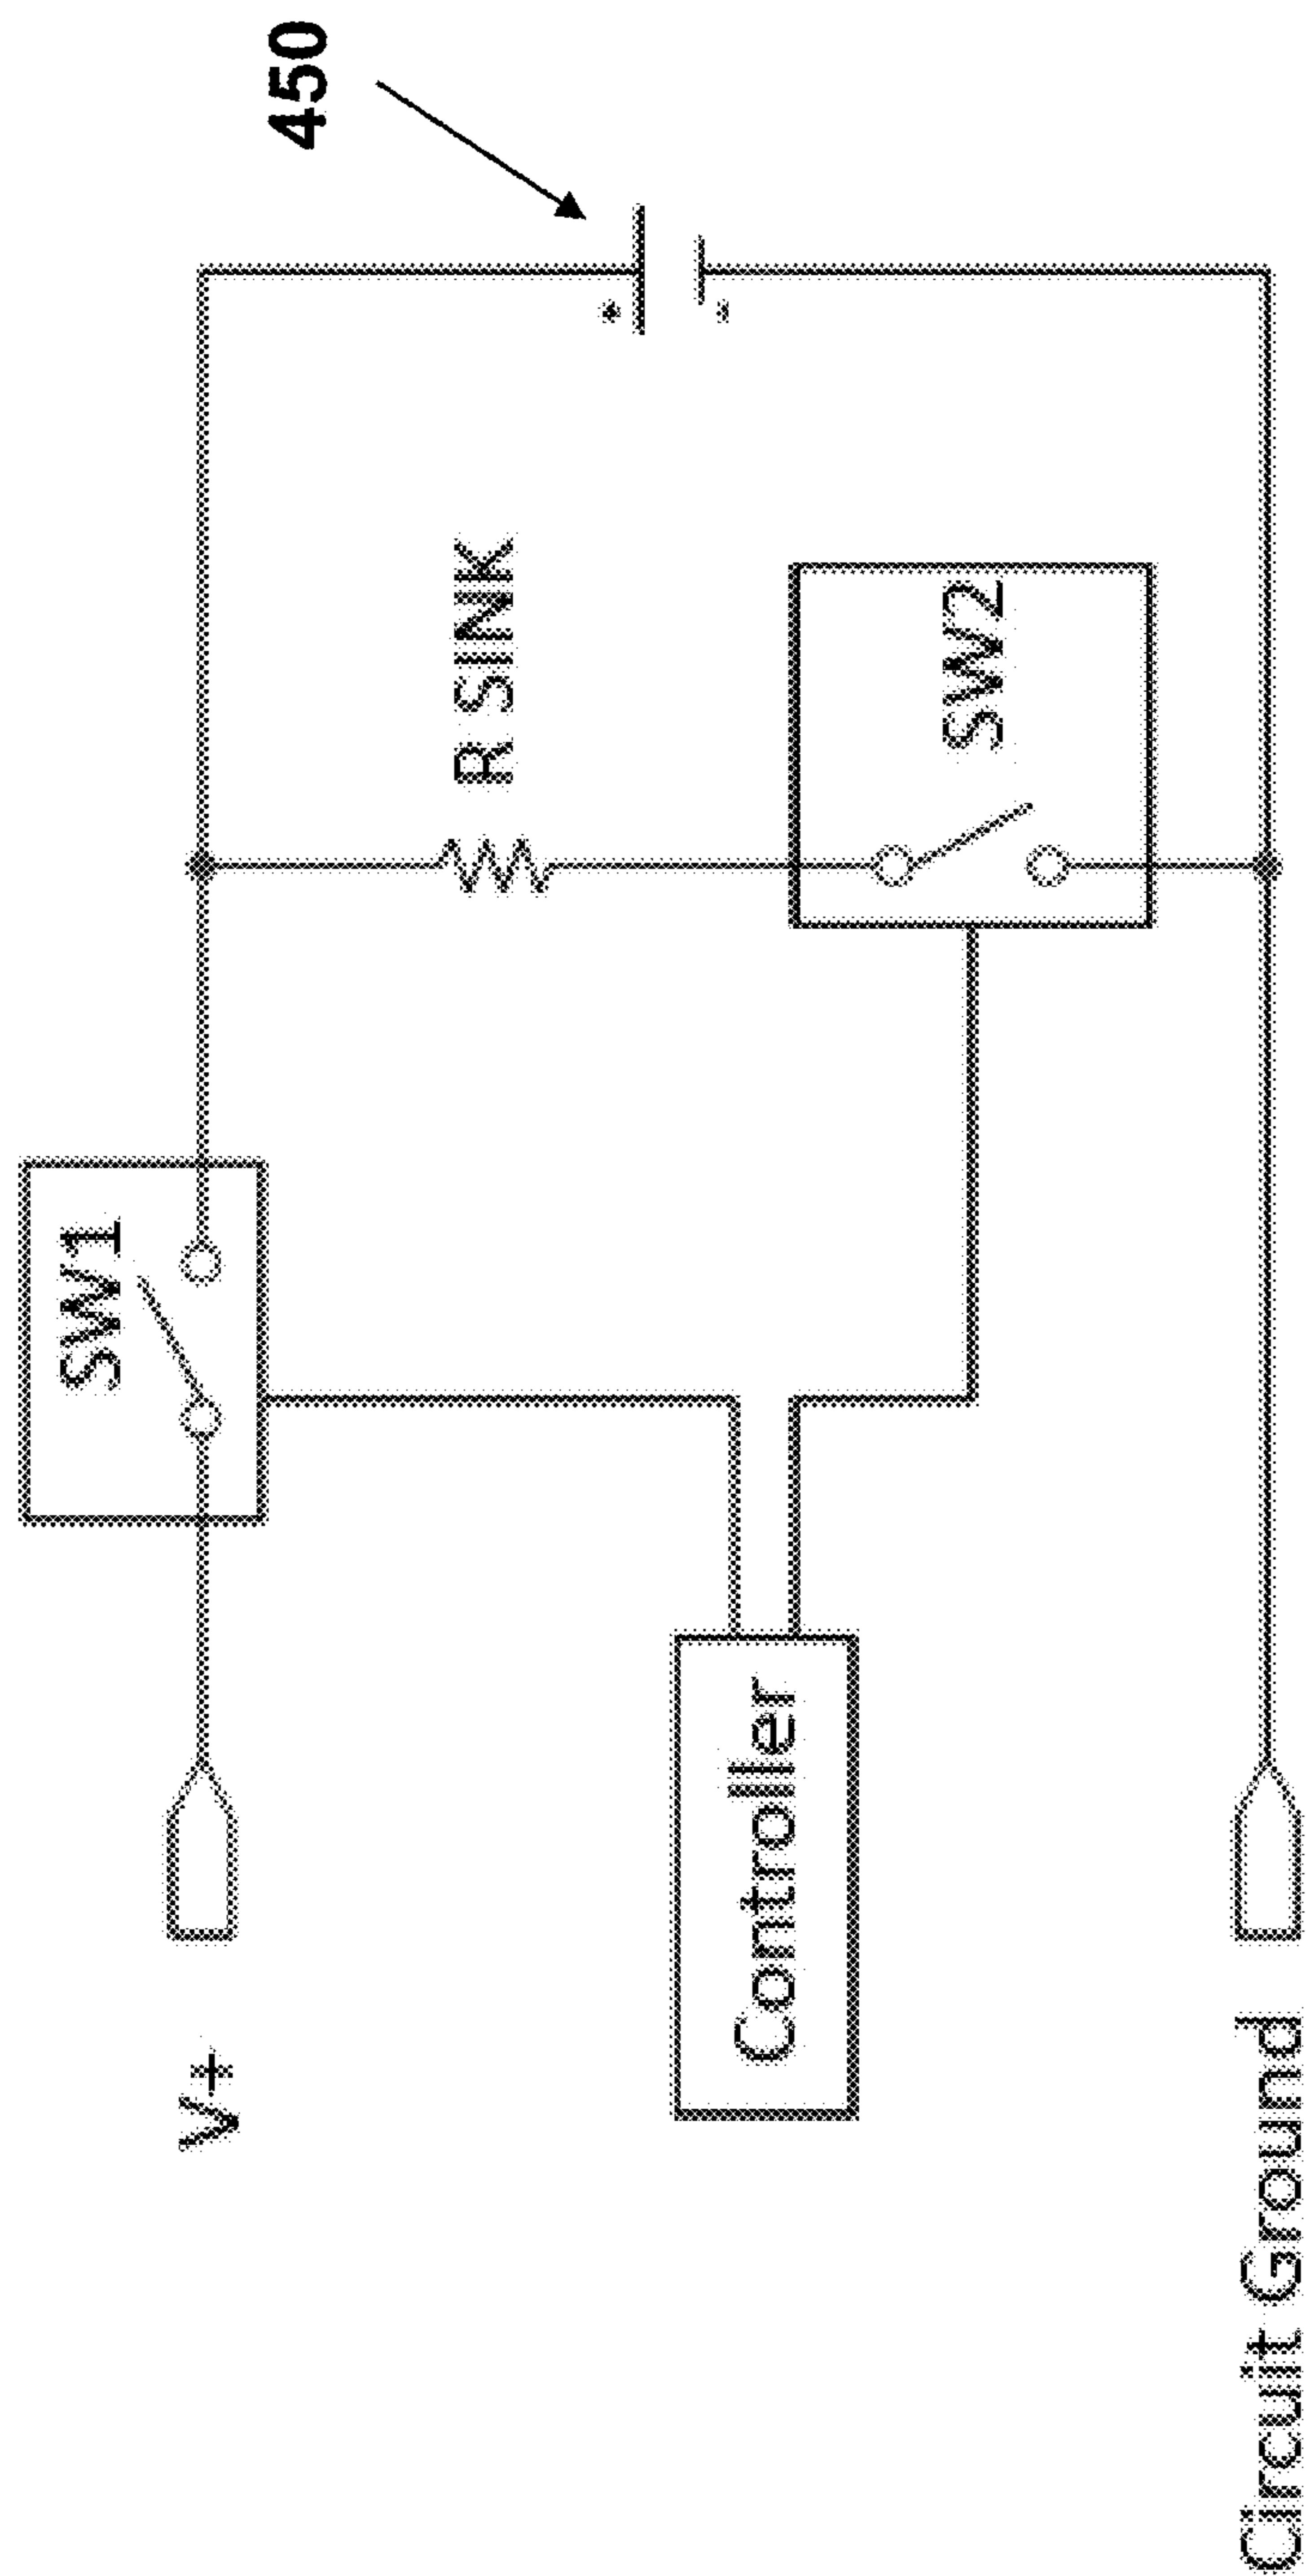 450
SW1
R SINK
SW2
V+
Controller
Circuit Ground